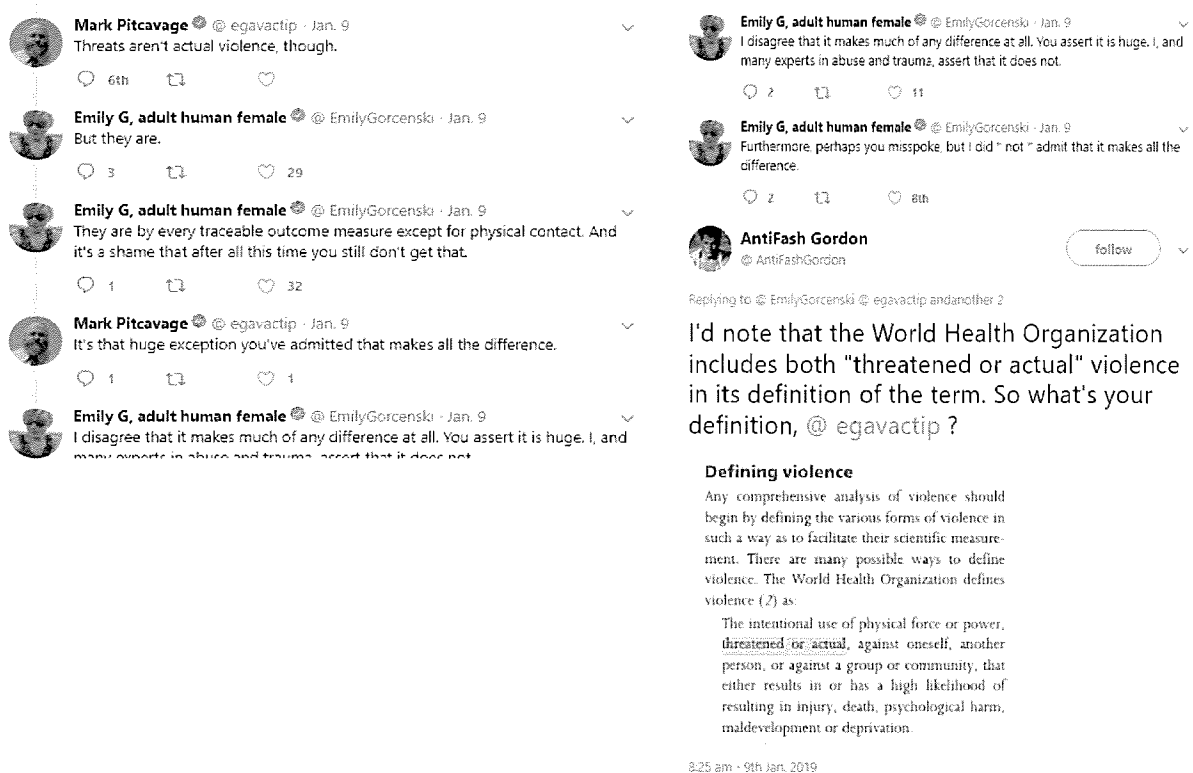 Mark Pitcavage @ egavactip · Jan. 9
Threats aren't actual violence, though.
6th
Emily G, adult human female @ EmilyGorcenski · Jan. 9
But they are.
3 29
Emily G, adult human female @ EmilyGorcenski · Jan. 9
They are by every traceable outcome measure except for physical contact. And
it's a shame that after all this time you still don't get that.
1 32
Mark Pitcavage @ egavactip · Jan. 9
It's that huge exception you've admitted that makes all the difference.
1 1
Emily G, adult human female @ EmilyGorcenski · Jan. 9
I disagree that it makes much of any difference at all. You assert it is huge. I, and
many experts in abuse and trauma, assert that it does not.
Emily G, adult human female @ EmilyGorcenski · Jan. 9
I disagree that it makes much of any difference at all. You assert it is huge. I, and
many experts in abuse and trauma, assert that it does not.
2 11
Emily G, adult human female @ EmilyGorcenski · Jan. 9
Furthermore, perhaps you misspoke, but I did " not " admit that it makes all the
difference.
2 8th
AntiFash Gordon
@ AntiFashGordon
follow
Replying to @ EmilyGorcenski @ egavactip andanother 2
I'd note that the World Health Organization
includes both "threatened or actual" violence
in its definition of the term. So what's your
definition, @ egavactip ?
Defining violence
Any comprehensive analysis of violence should
begin by defining the various forms of violence in
such a way as to facilitate their scientific measure-
ment. There are many possible ways to define
violence. The World Health Organization defines
violence (2) as:
The intentional use of physical force or power,
threatened or actual, against oneself, another
person, or against a group or community, that
either results in or has a high likelihood of
resulting in injury, death, psychological harm,
maldevelopment or deprivation.
8:25 am - 9th Jan. 2019